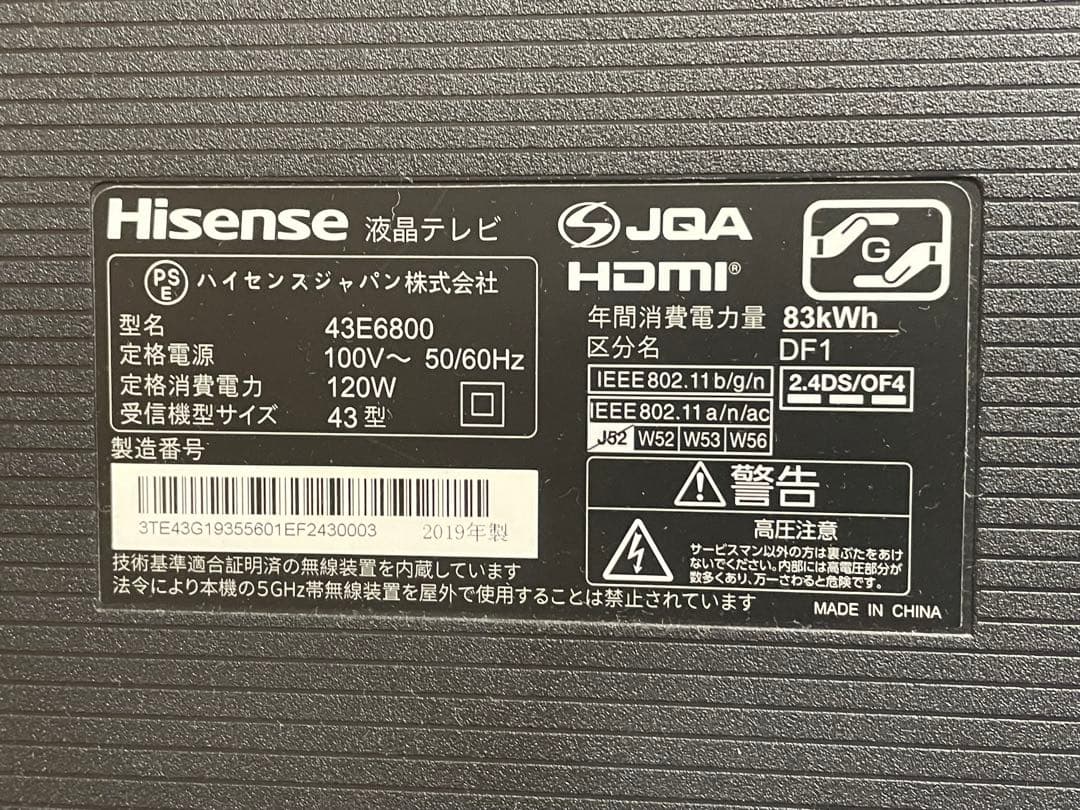 Hisense 液晶テレビ
PSE ハイセンスジャパン株式会社
型名 43E6800
定格電源 100V～ 50/60Hz
定格消費電力 120W
受信機型サイズ 43型
製造番号
3TE43G19355601EF2430003 2019年製
技術基準適合証明済の無線装置を内蔵しています
法令により本機の5GHz帯無線装置を屋外で使用することは禁止されています
JQA
HDMI®
G
年間消費電力量 83kWh
区分名 DF1
IEEE802.11b/g/n
2.4DS/OF4
IEEE802.11a/n/ac
J52 W52 W53 W56
警告
高圧注意
サービスマン以外の方は裏ぶたをあけ
ないでください。内部には高電圧部分が
数多くあり、万一さわると危険です。
MADE IN CHINA